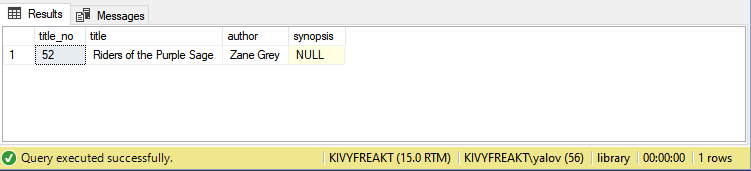 Results Messages
title_no title author synopsis
1 52 Riders of the Purple Sage Zane Grey NULL
Query executed successfully. KIVYFREAKT (15.0 RTM) KIVYFREAKT\yalov (56) library 00:00:00 1 rows